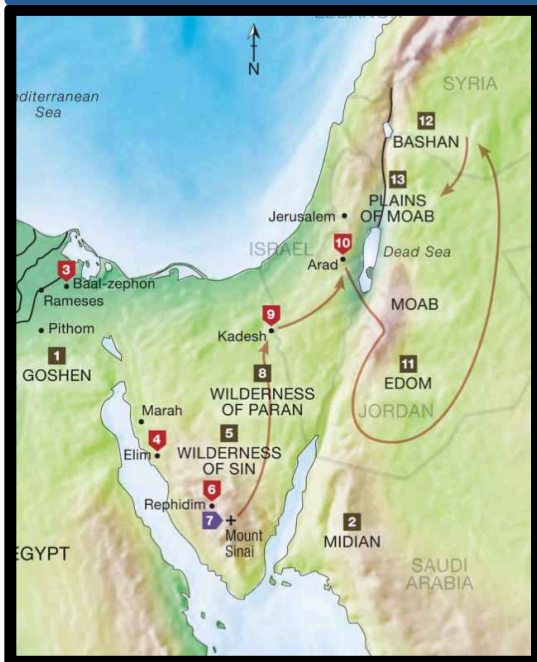 N
SYRIA
12
BASHAN
13
PLAINS
OF MOAB
Sea
Jerusalem
ISRAEL
10
Arad
Dead Sea
3
Baal-zephon
Rameses
Pithom
MOAB
9
Kadesh
1
GOSHEN
8
WILDERNESS
OF PARAN
11
EDOM
JORDAN
Marah
4
Elim
5
WILDERNESS
OF SIN
6
Rephidim
7
Mount
Sinai
2
MIDIAN
SAUDI
ARABIA